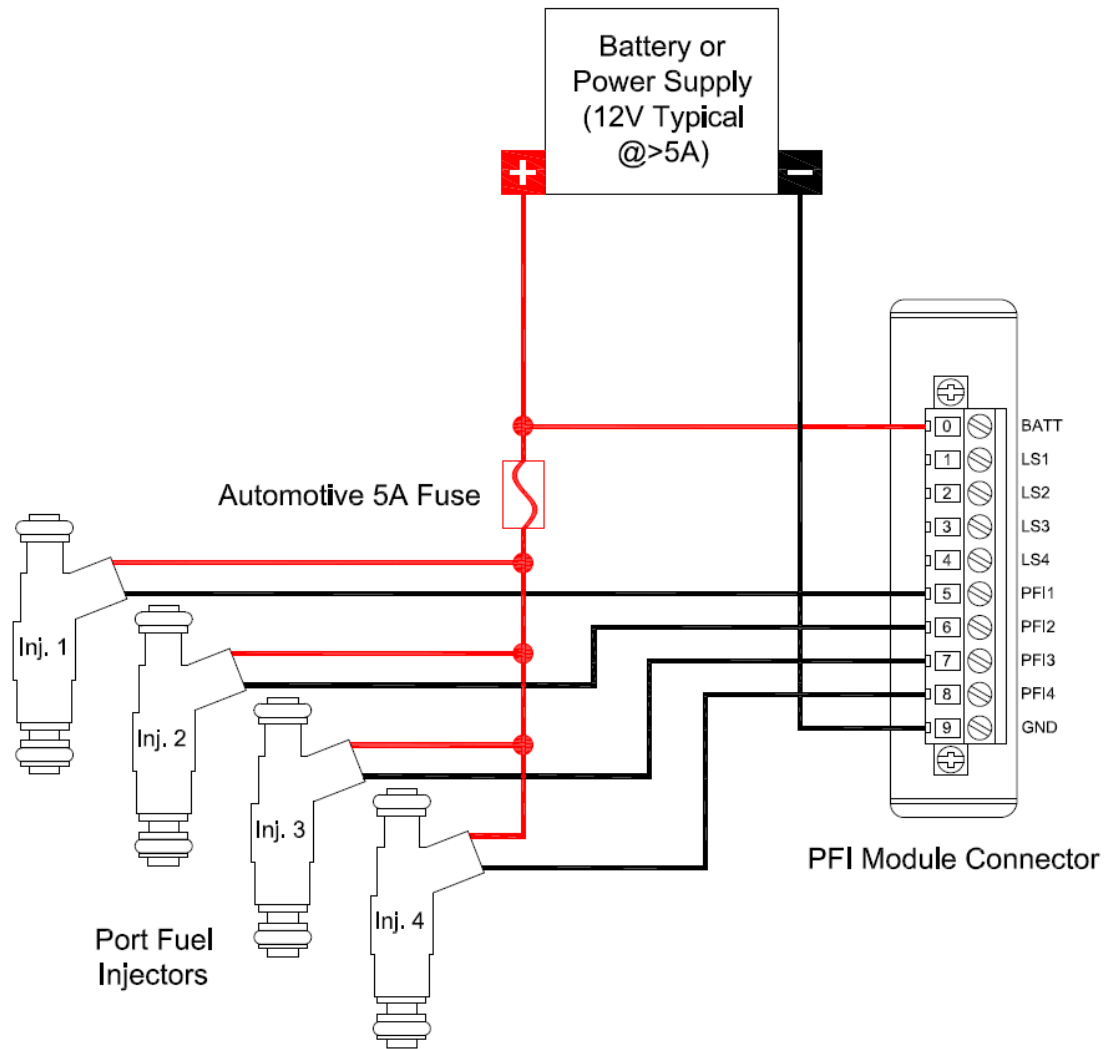 Battery or
Power Supply
(12V Typical
@>5A)
+
-
Automotive 5A Fuse
0 BATT
1 LS1
2 LS2
3 LS3
4 LS4
5 PFI1
6 PFI2
7 PFI3
8 PFI4
9 GND
Inj. 1
Inj. 2
Inj. 3
Inj. 4
PFI Module Connector
Port Fuel
Injectors